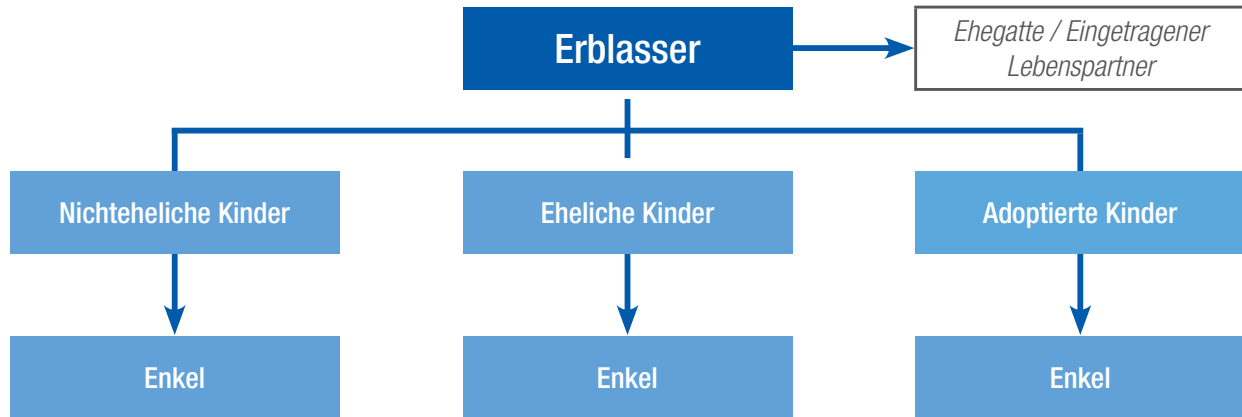 Erblasser
Ehegatte / Eingetragener
Lebenspartner
Nichteheliche Kinder
Eheliche Kinder
Adoptierte Kinder
Enkel
Enkel
Enkel